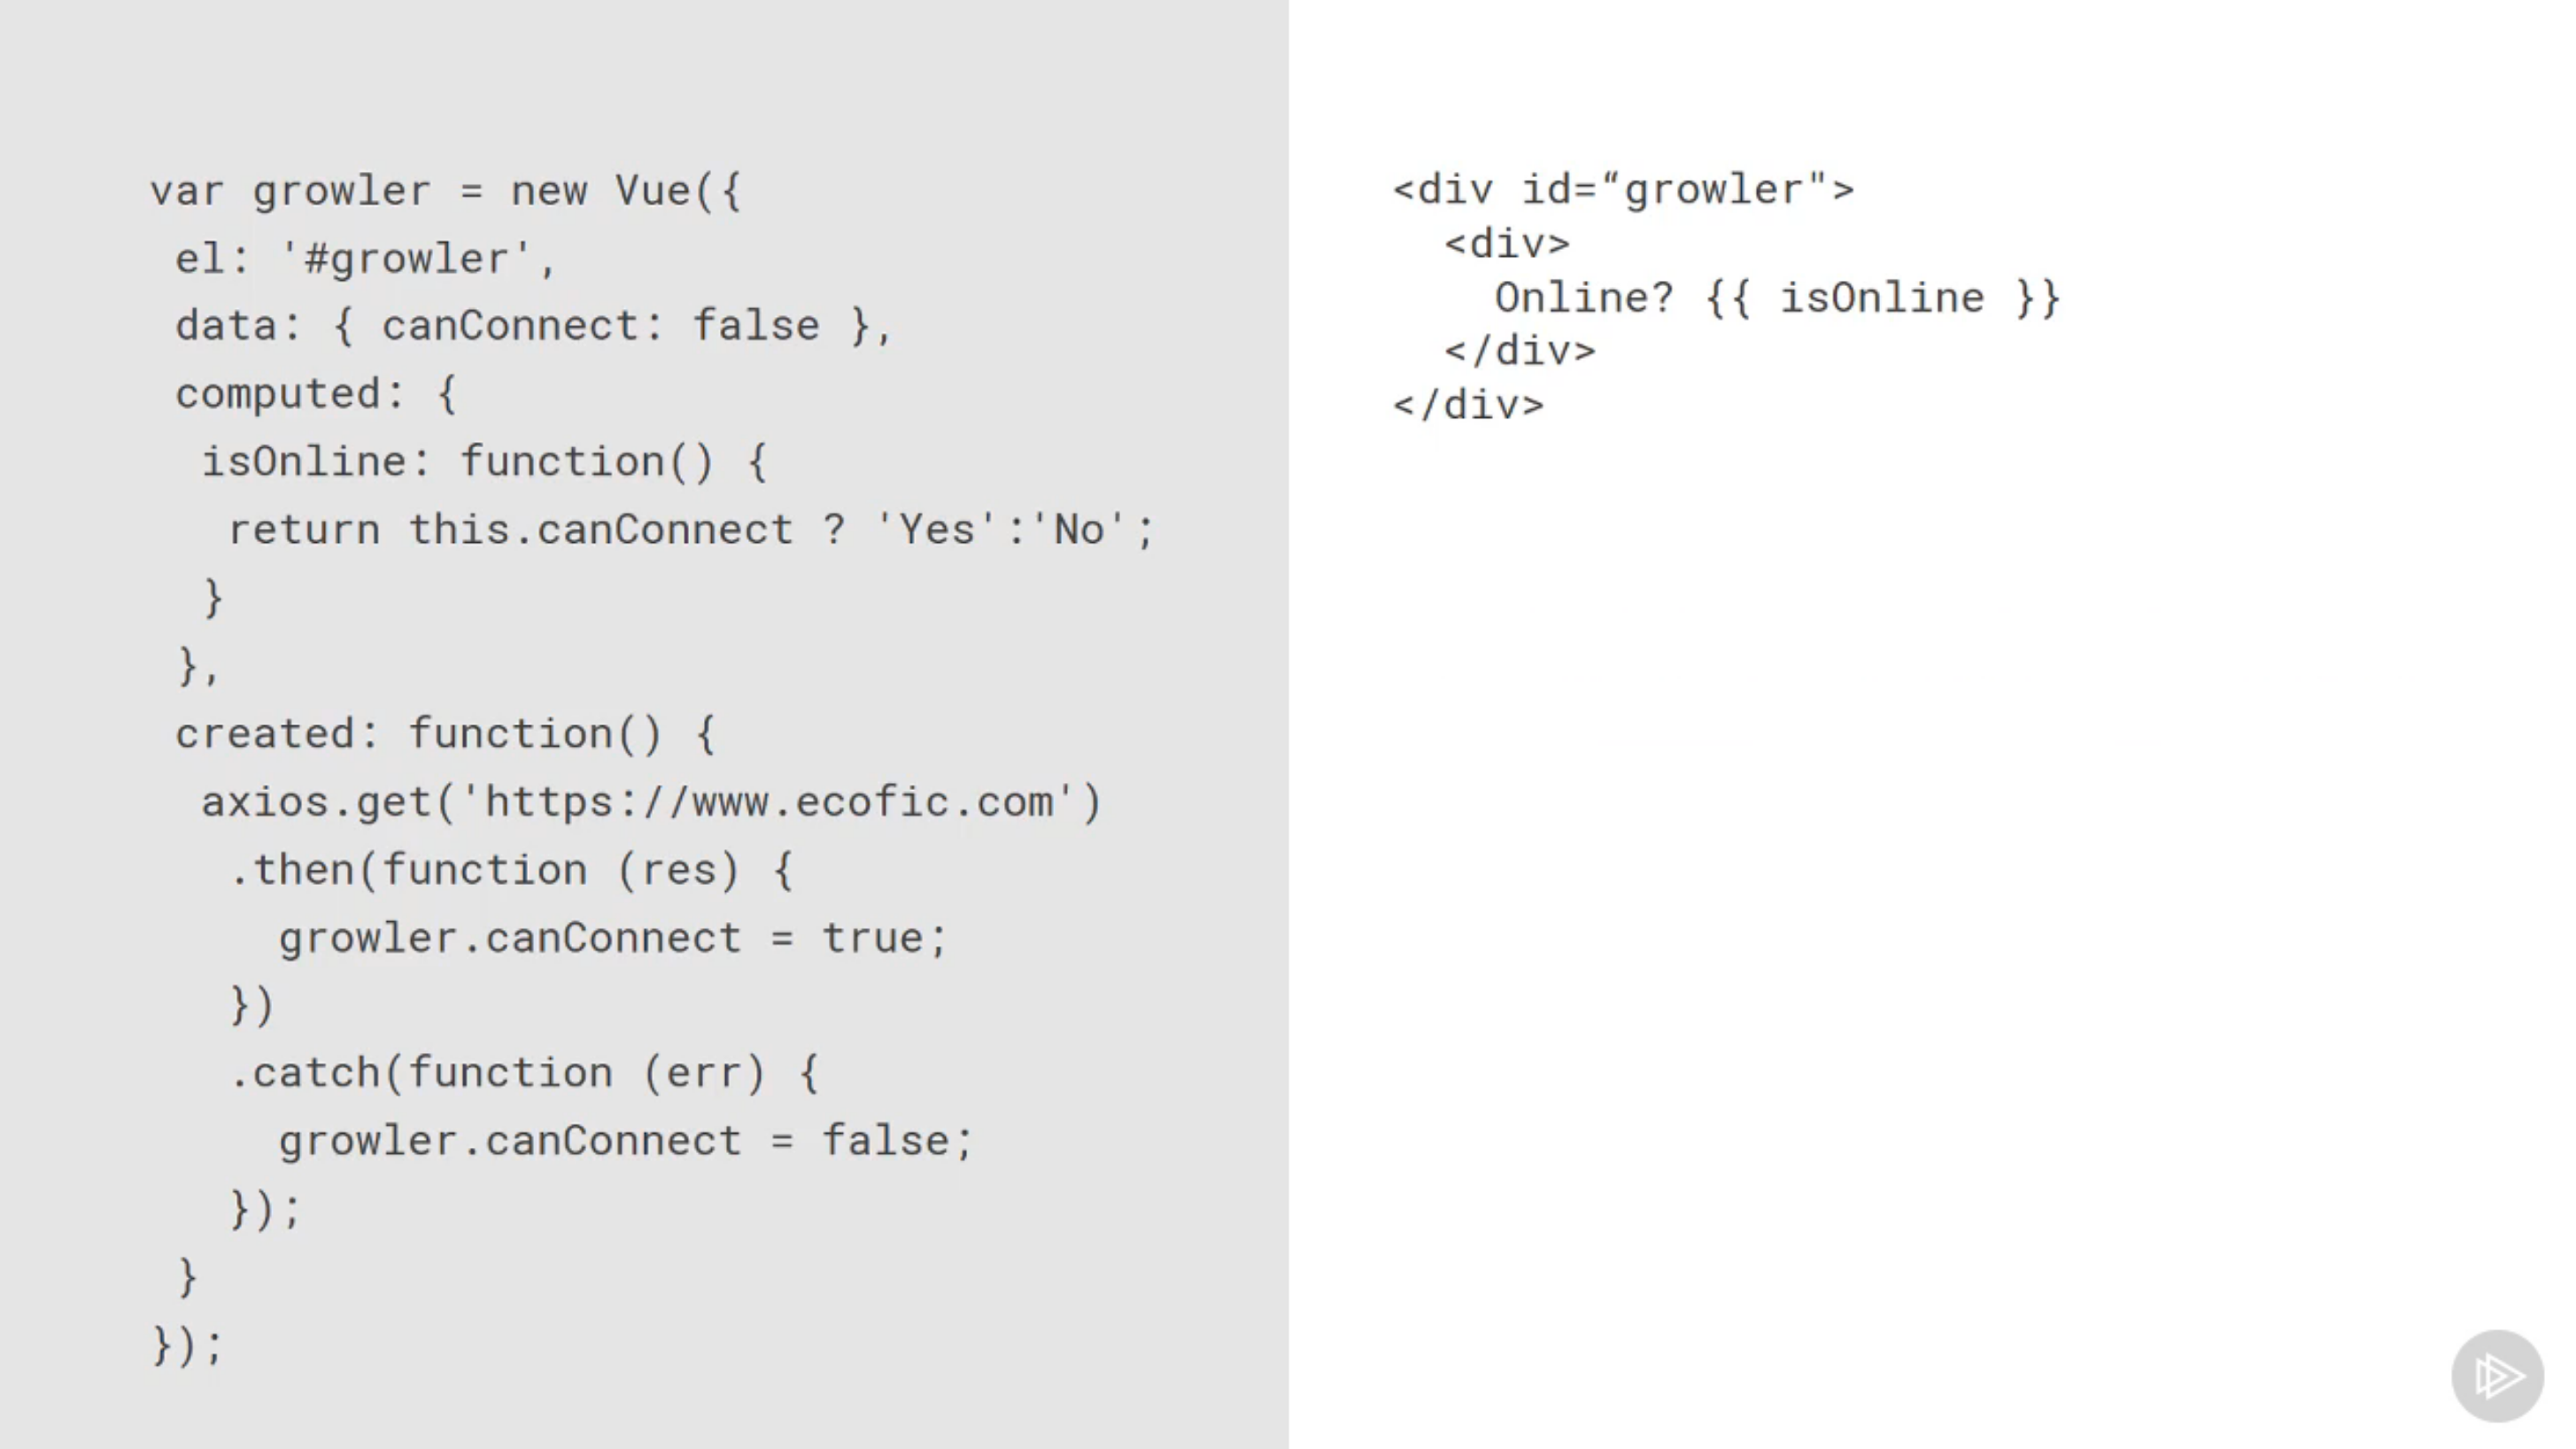 var growler = new Vue({
 el: '#growler',
 data: { canConnect: false },
 computed: {
  isOnline: function() {
   return this.canConnect ? 'Yes':'No';
  }
 },
 created: function() {
  axios.get('https://www.ecofic.com')
   .then(function (res) {
     growler.canConnect = true;
   })
   .catch(function (err) {
     growler.canConnect = false;
   });
 }
});
<div id=“growler">
  <div>
    Online? {{ isOnline }}
  </div>
</div>